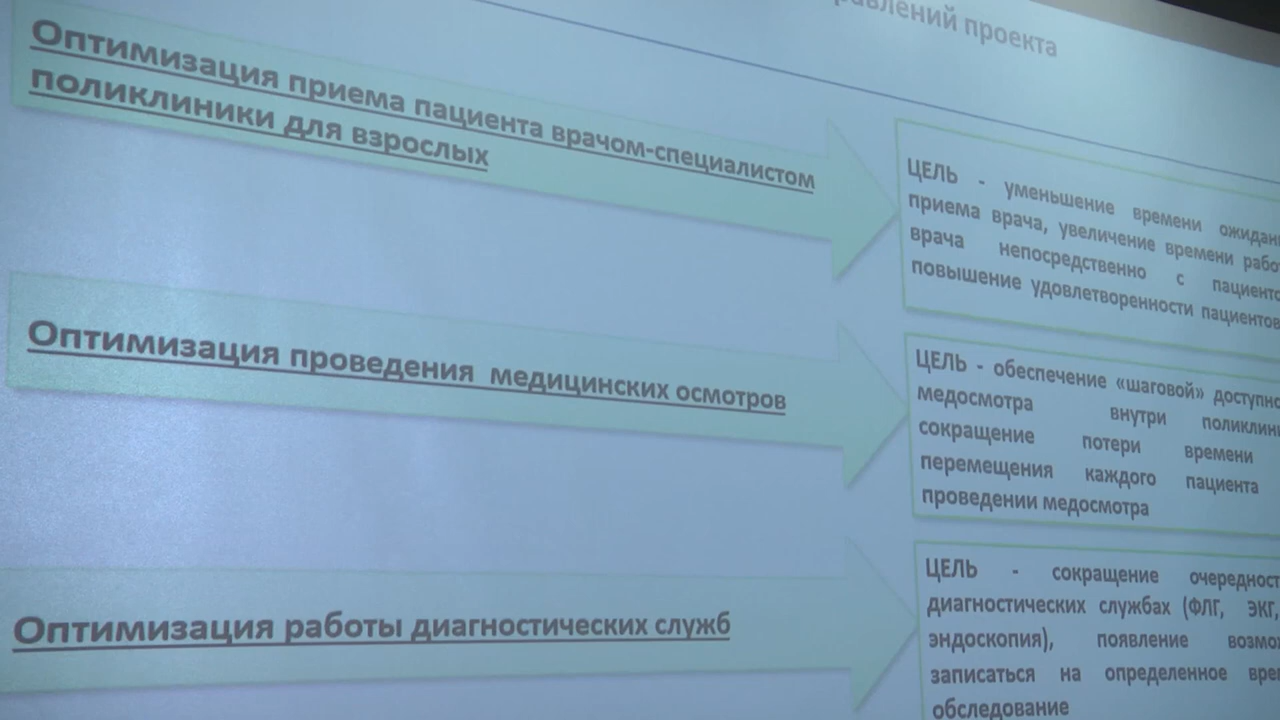 проекта
Оптимизация приема пациента врачом-специалистом
поликлиники для взрослых
ЦЕЛЬ - уменьшение времени
приема врача, увеличение времени
врача непосредственно с
повышение удовлетворенности пациентов
Оптимизация проведения медицинских осмотров
ЦЕЛЬ - обеспечение «шаговой»
медосмотра внутри
сокращение потери времени
перемещения каждого пациента
проведении медосмотра
Оптимизация работы диагностических служб
ЦЕЛЬ - сокращение
диагностических службах (ФЛГ, ЭКГ,
эндоскопия), появление
записаться на определенное
обследование